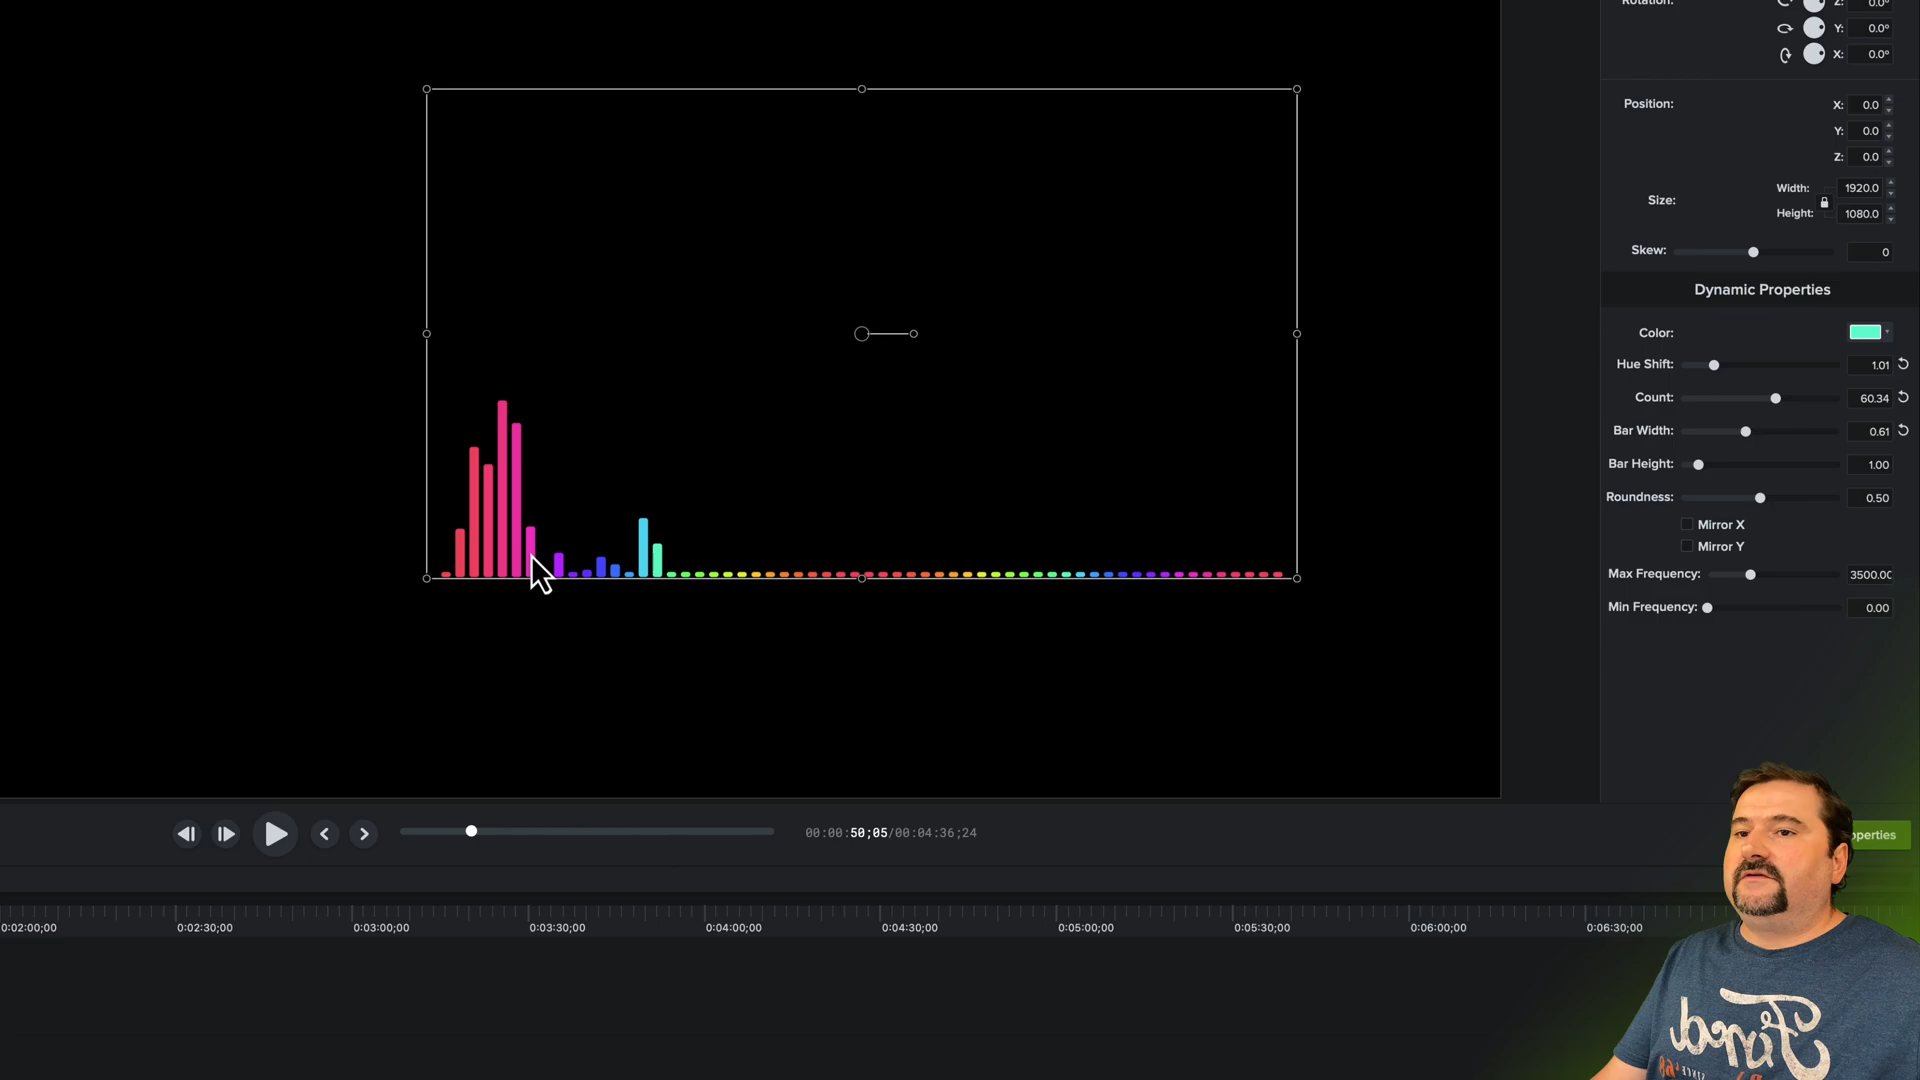 Rotation:
Z: 0.0°
Y: 0.0°
X: 0.0°
Position:
X: 0.0
Y: 0.0
Z: 0.0
Size:
Width: 1920.0
Height: 1080.0
Skew: 0
Dynamic Properties
Color:
Hue Shift: 1.01
Count: 60.34
Bar Width: 0.61
Bar Height: 1.00
Roundness: 0.50
Mirror X
Mirror Y
Max Frequency: 3500.00
Min Frequency: 0.00
00:00:50;05/00:04:36;24
operties
0:02:00;00
0:02:30;00
0:03:00;00
0:03:30;00
0:04:00;00
0:04:30;00
0:05:00;00
0:05:30;00
0:06:00;00
0:06:30;00
Ford